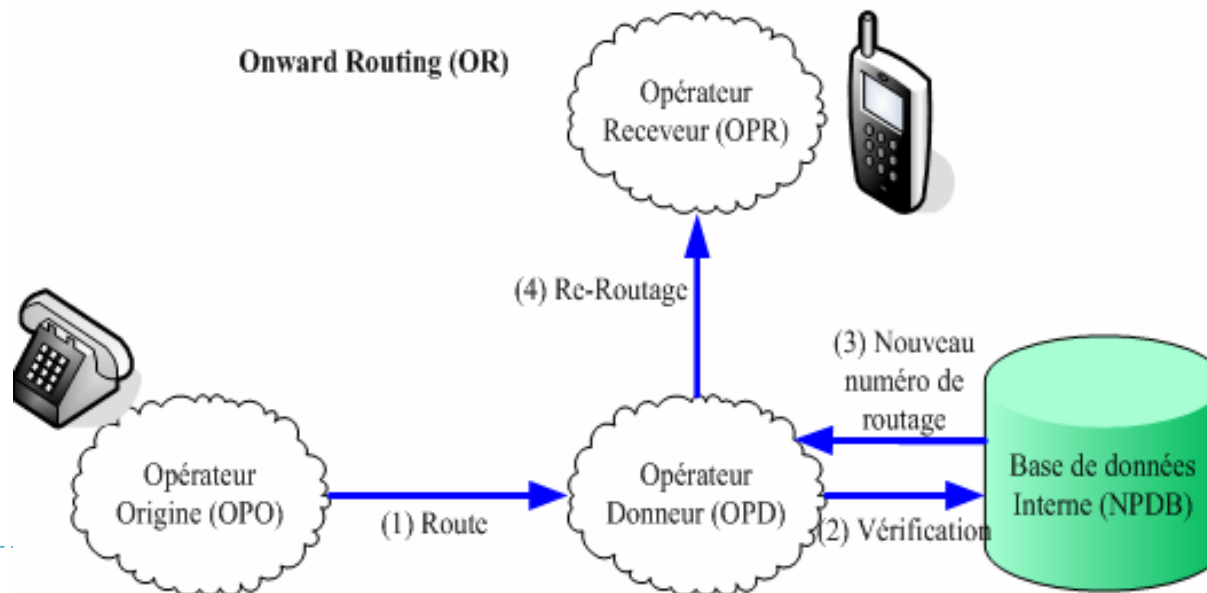 Onward Routing (OR)
Opérateur
Receveur (OPR)
(4) Re-Routage
(3) Nouveau
numéro de
routage
Opérateur
Origine (OPO)
(1) Route
Opérateur
Donneur (OPD)
(2) Vérification
Base de données
Interne (NPDB)